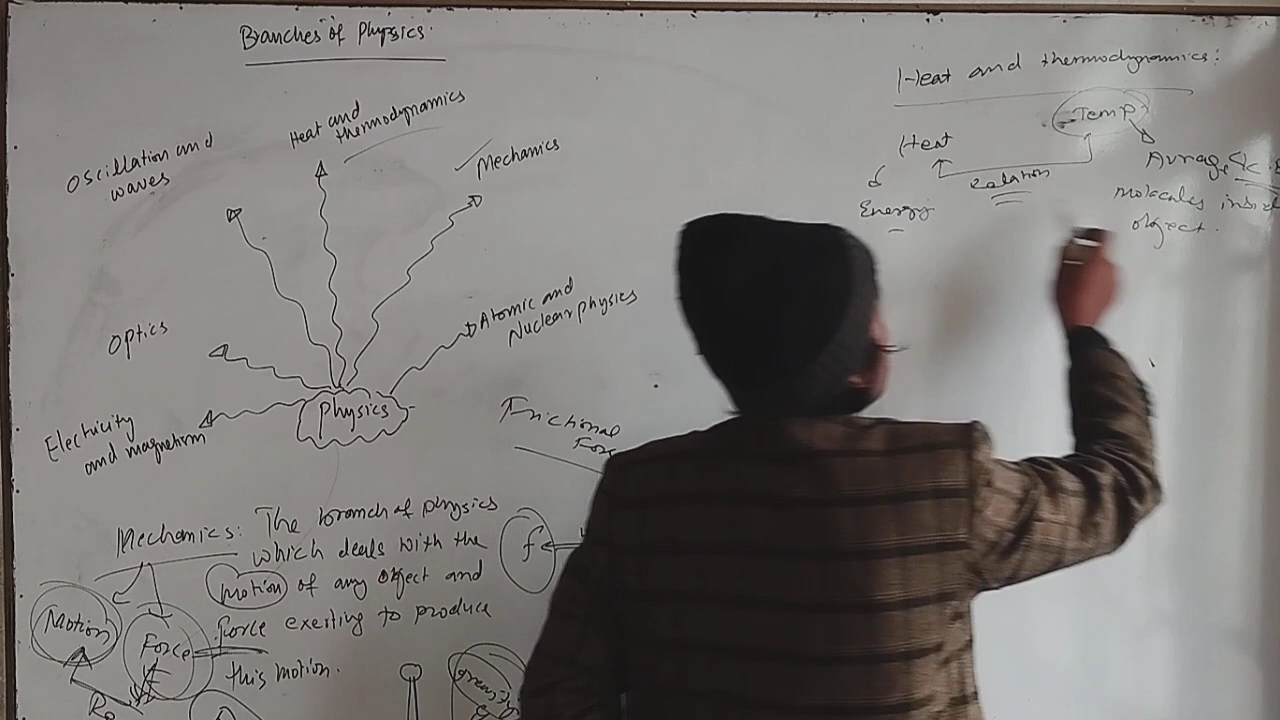 Branches of Physics.
Oscillation and
waves
Heat and
thermodynamics
Mechanics
Optics
Atomic and
Nuclear physics
Electricity
and magnetism
Physics
Frictional
Mechanics: The branch of physics
which deals with the
motion of any object and
force exerting to produce
this motion.
Motion
Force
f
Heat and thermodynamics:
Temp
Heat
Relation
Energy
molecules
object.